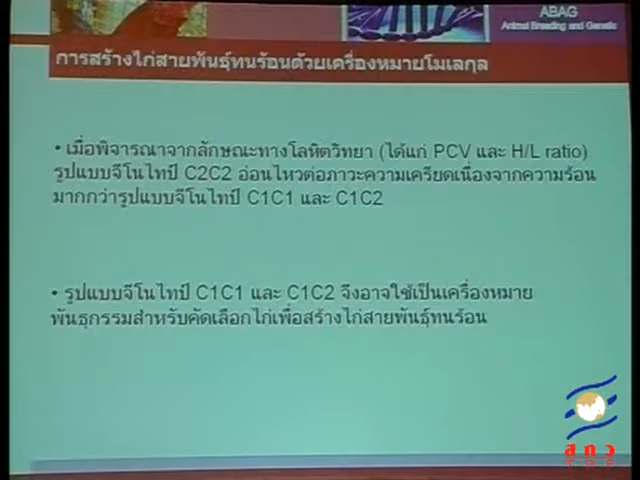 ABAG
Animal Breeding and Genetic
การสร้างไก่สายพันธุ์ทนร้อนด้วยเครื่องหมายโมเลกุล
• เมื่อพิจารณาจากลักษณะทางโลหิตวิทยา (ได้แก่ PCV และ H/L ratio)
รูปแบบจีโนไทป์ C2C2 อ่อนไหวต่อภาวะความเครียดเนื่องจากความร้อน
มากกว่ารูปแบบจีโนไทป์ C1C1 และ C1C2
• รูปแบบจีโนไทป์ C1C1 และ C1C2 จึงอาจใช้เป็นเครื่องหมาย
พันธุกรรมสำหรับคัดเลือกไก่เพื่อสร้างไก่สายพันธุ์ทนร้อน
สกว
TRF